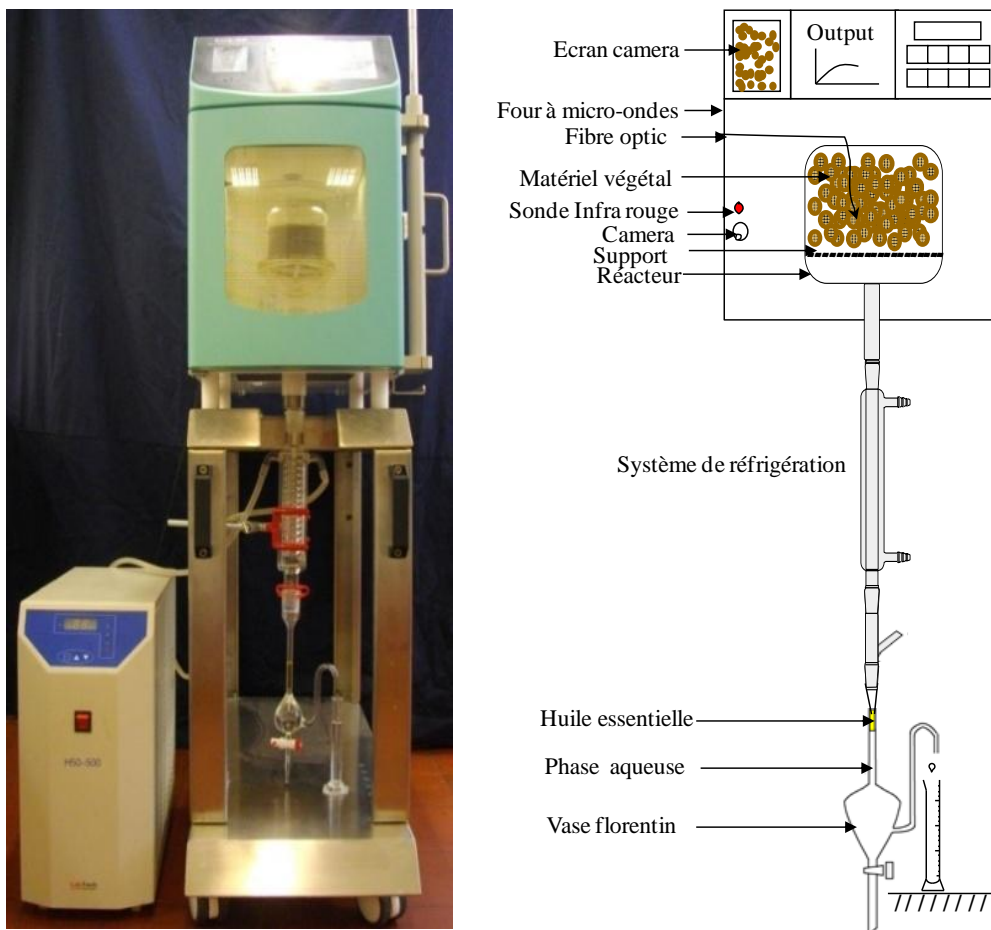 Ecran camera
Output
Four à micro-ondes
Fibre optic
Matériel végétal
Sonde Infra rouge
Camera
Support
Réacteur
Système de réfrigération
Huile essentielle
Phase aqueuse
Vase florentin
H50-500
LabTech